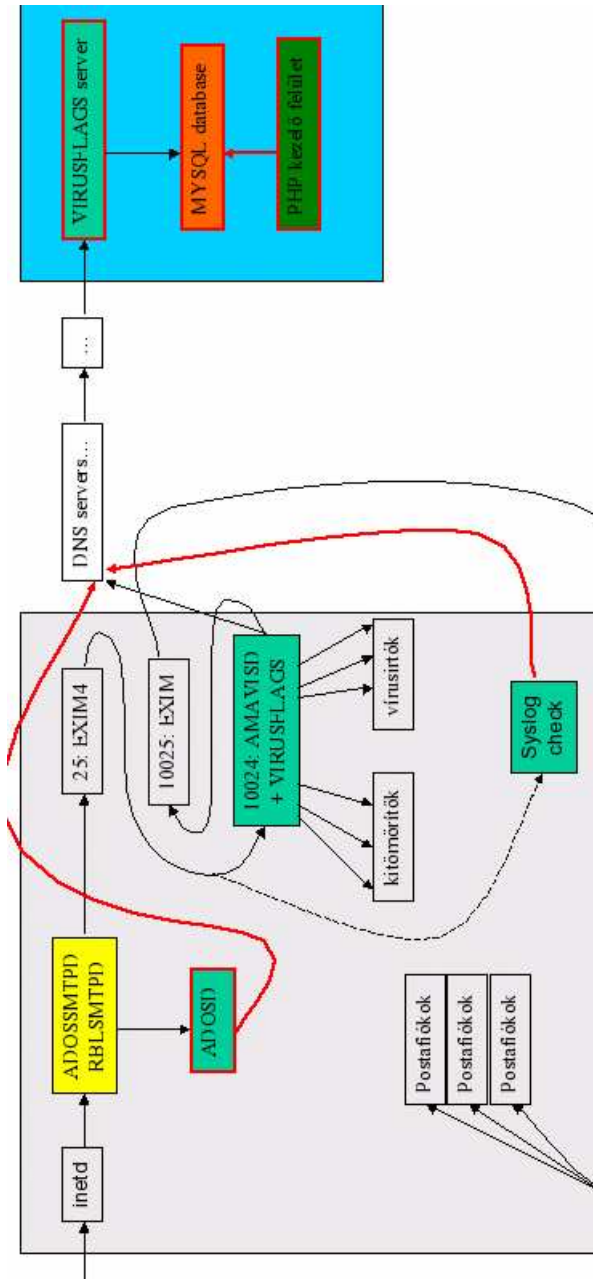 inetd
ADOSSMTPD
RBLSMTPD
25: EXIM4
DNS servers...
...
VIRUSFLAGS server
ADOSD
10025: EXIM
MYSQL database
10024: AMAVISD
+ VIRUSFLAGS
PHP kezelő felület
kitömörítők
vírusirtók
Postafiókok
Postafiókok
Postafiókok
Syslog
check